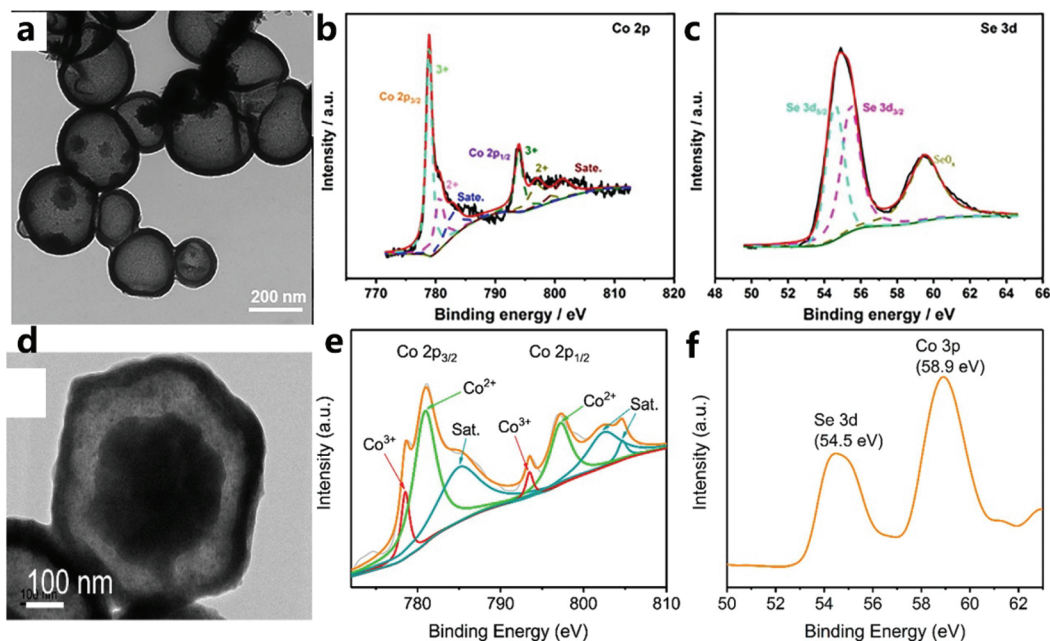 a
200 nm
b
Co 2p
3+
Co 2p3/2
2+
Sate.
Co 2p1/2
3+
2+
Sate.
Intensity / a.u.
770 780 790 800 810 820
Binding energy / eV
c
Se 3d
Se 3d5/2
Se 3d3/2
SeOx
Intensity / a.u.
48 50 52 54 56 58 60 62 64 66
Binding energy / eV
d
100 nm
e
Co 2p3/2
Co 2p1/2
Co2+
Co3+
Sat.
Co3+
Co2+
Sat.
Intensity (a.u.)
780 790 800 810
Binding Energy (eV)
f
Co 3p
(58.9 eV)
Se 3d
(54.5 eV)
Intensity (a.u.)
50 52 54 56 58 60 62
Binding Energy (eV)